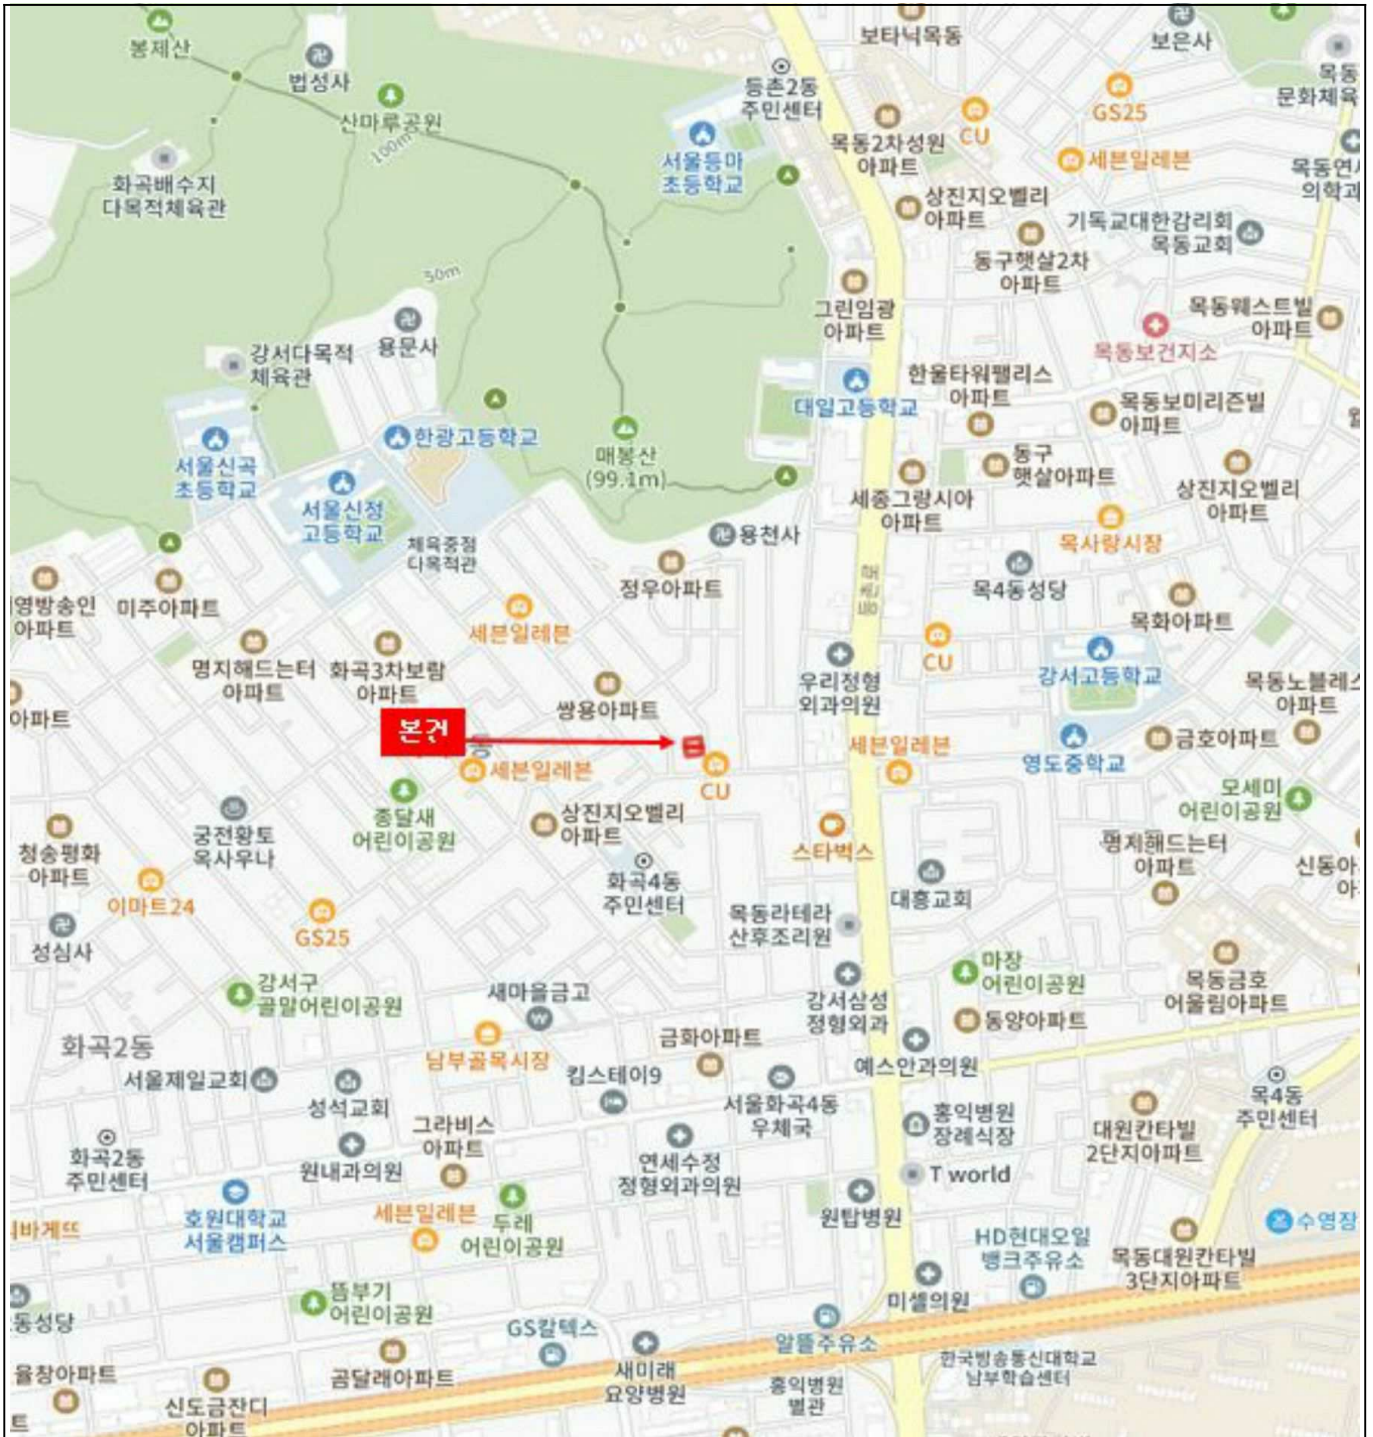 보타닉목동
보은사
봉제산
법성사
산마루공원
100m
등촌2동
주민센터
목동
문화체육
GS25
CU
목동2차성원
아파트
세븐일레븐
서울등마
초등학교
화곡배수지
다목적체육관
상진지오벨리
아파트
기독교대한감리회
목동교회
동구햇살2차
아파트
50m
그린임광
아파트
목동웨스트빌
아파트
목동보건지소
용문사
강서다목적
체육관
대일고등학교
한울타워팰리스
아파트
목동보미리즌빌
아파트
한광고등학교
매봉산
(99.1m)
서울신곡
초등학교
서울신정
고등학교
동구
햇살아파트
상진지오벨리
아파트
세종그랑시아
아파트
목사랑시장
용천사
체육중점
다목적관
정우아파트
등촌로
목4동성당
목화아파트
영방송인
아파트
미주아파트
세븐일레븐
CU
강서고등학교
명지해드는터
아파트
화곡3차보람
아파트
우리정형
외과의원
목동노블레스
아파트
아파트
쌍용아파트
본건
동
세븐일레븐
CU
세븐일레븐
영도중학교
금호아파트
모세미
어린이공원
종달새
어린이공원
상진지오벨리
아파트
궁전황토
옥사우나
청송평화
아파트
스타벅스
명지해드는터
아파트
신동아
화곡4동
주민센터
대흥교회
이마트24
GS25
성심사
목동라테라
산후조리원
강서구
골말어린이공원
새마을금고
강서삼성
정형외과
마장
어린이공원
목동금호
어울림아파트
동양아파트
화곡2동
남부골목시장
금화아파트
예스안과의원
서울제일교회
성석교회
킴스테이9
서울화곡4동
우체국
목4동
주민센터
그라비스
아파트
홍익병원
장례식장
대원칸타빌
2단지아파트
화곡2동
주민센터
원내과의원
연세수정
정형외과의원
T world
호원대학교
서울캠퍼스
세븐일레븐
두레
어린이공원
원탑병원
바게뜨
수영장
HD현대오일
뱅크주유소
목동대원칸타빌
3단지아파트
뜸부기
어린이공원
미셀의원
동성당
GS칼텍스
알뜰주유소
새미래
요양병원
한국방송통신대학교
남부학습센터
율창아파트
곰달래아파트
홍익병원
별관
신도금잔디
아파트
트